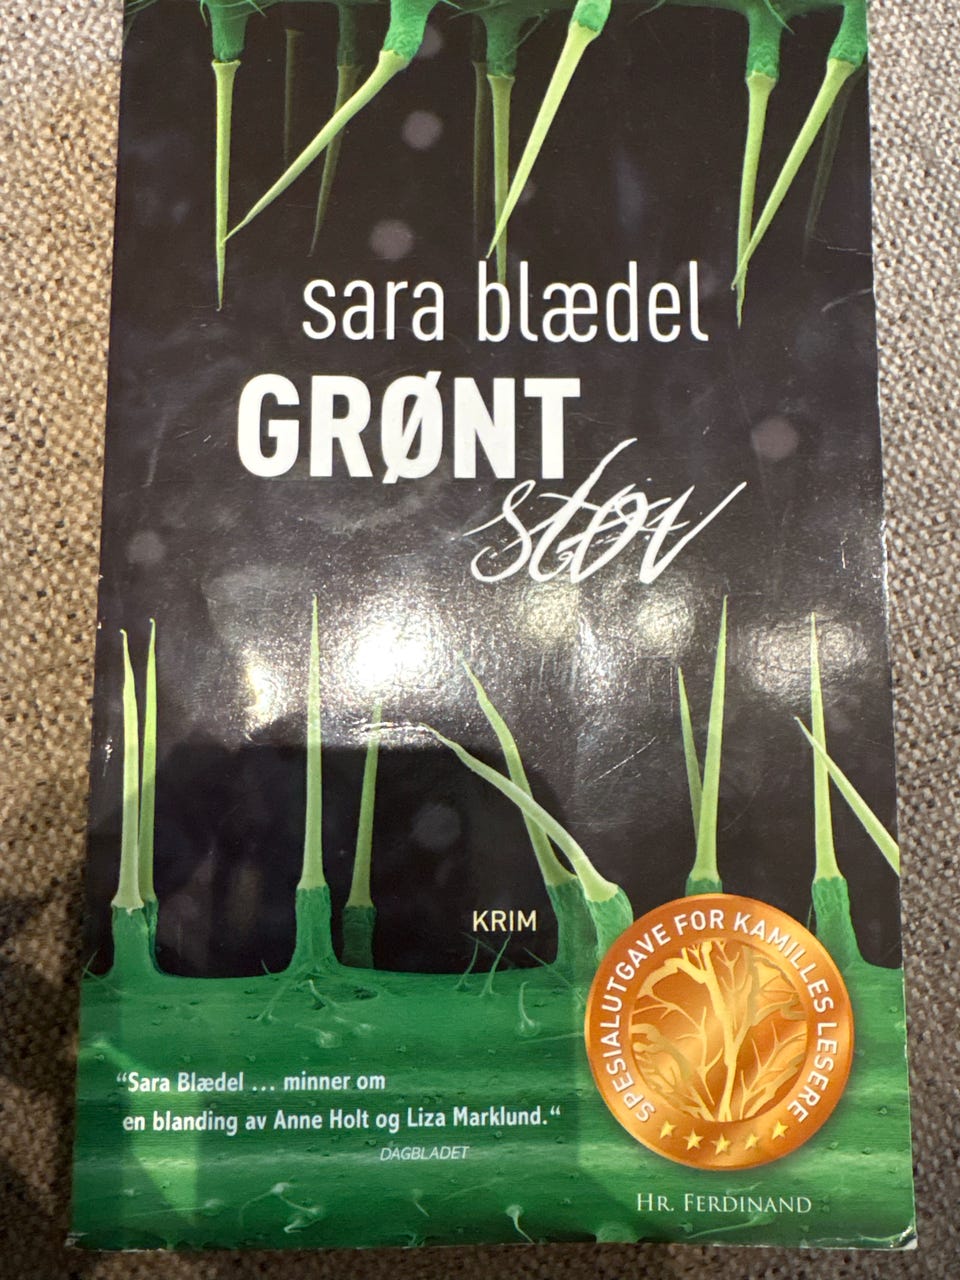 sara blædel
GRØNT
støv
KRIM
SPESIALUTGAVE FOR KAMILLES LESERE
“Sara Blædel ... minner om
en blanding av Anne Holt og Liza Marklund.“
DAGBLADET
HR. FERDINAND